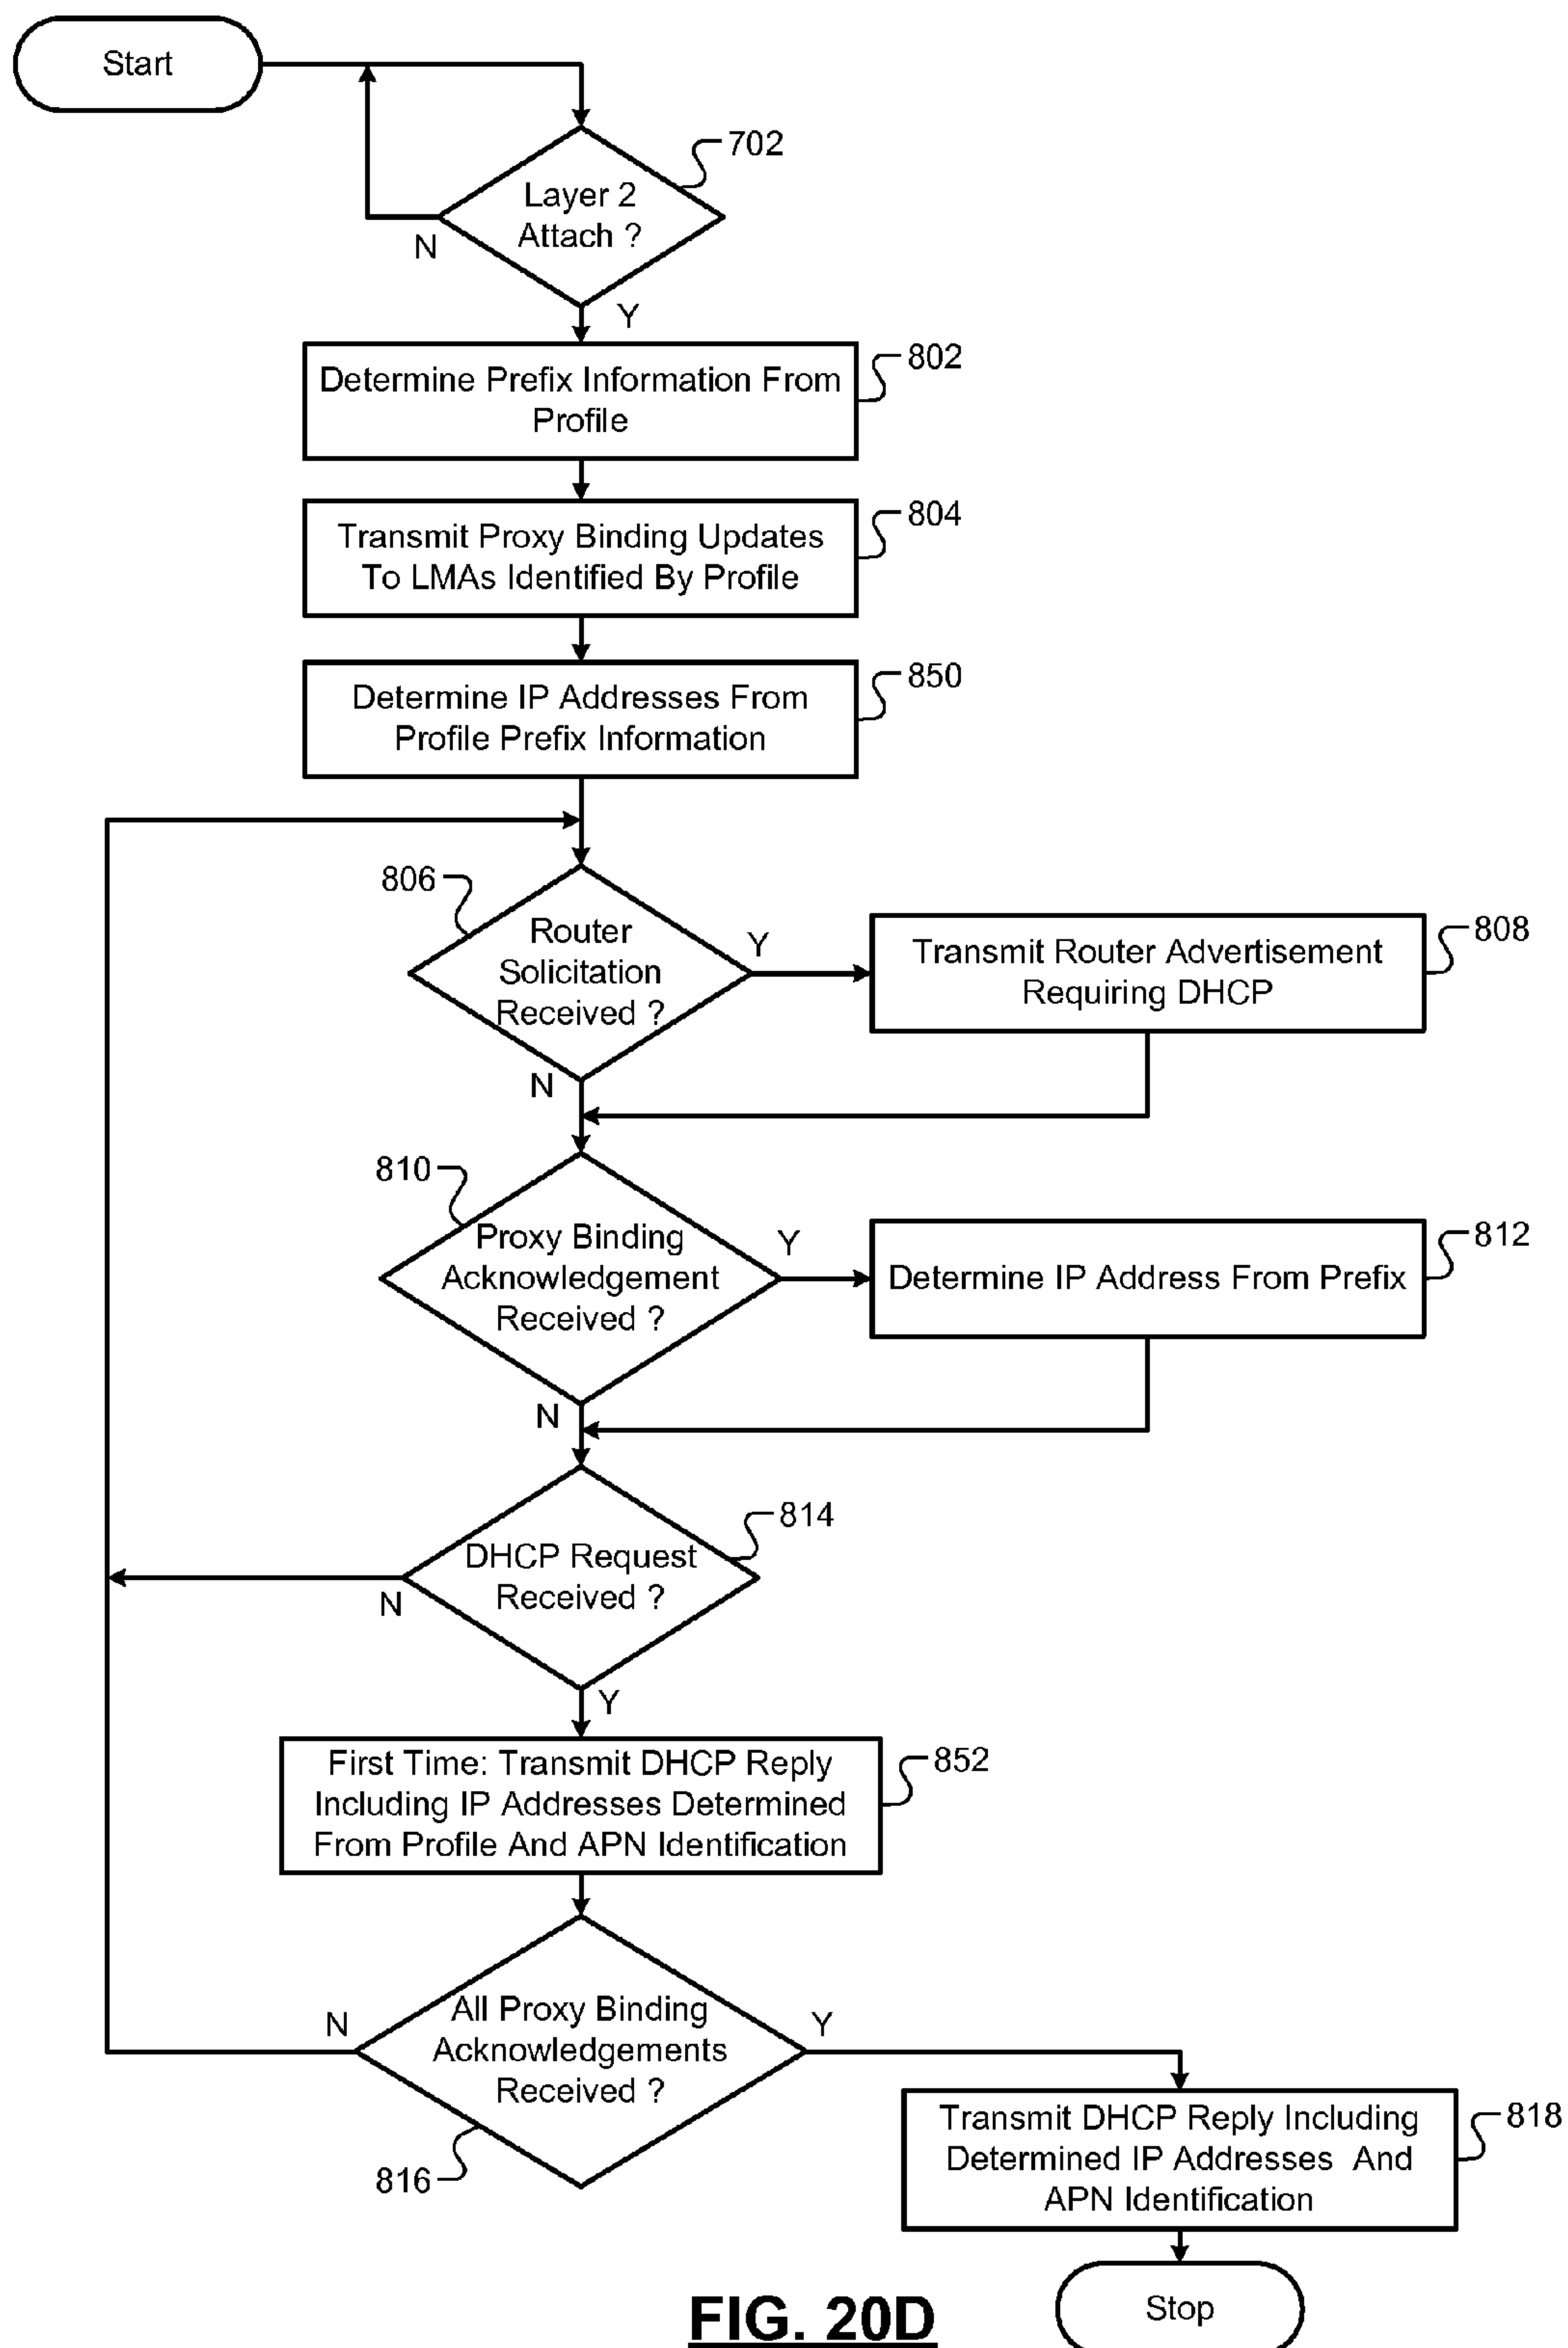 Start
702
Layer 2
Attach ?
N
Y
802
Determine Prefix Information From
Profile
804
Transmit Proxy Binding Updates
To LMAs Identified By Profile
850
Determine IP Addresses From
Profile Prefix Information
806
Router
Solicitation
Received ?
Y
808
Transmit Router Advertisement
Requiring DHCP
N
810
Proxy Binding
Acknowledgement
Received ?
Y
812
Determine IP Address From Prefix
N
814
DHCP Request
Received ?
N
Y
852
First Time: Transmit DHCP Reply
Including IP Addresses Determined
From Profile And APN Identification
N
All Proxy Binding
Acknowledgements
Received ?
Y
816
818
Transmit DHCP Reply Including
Determined IP Addresses And
APN Identification
Stop
FIG. 20D